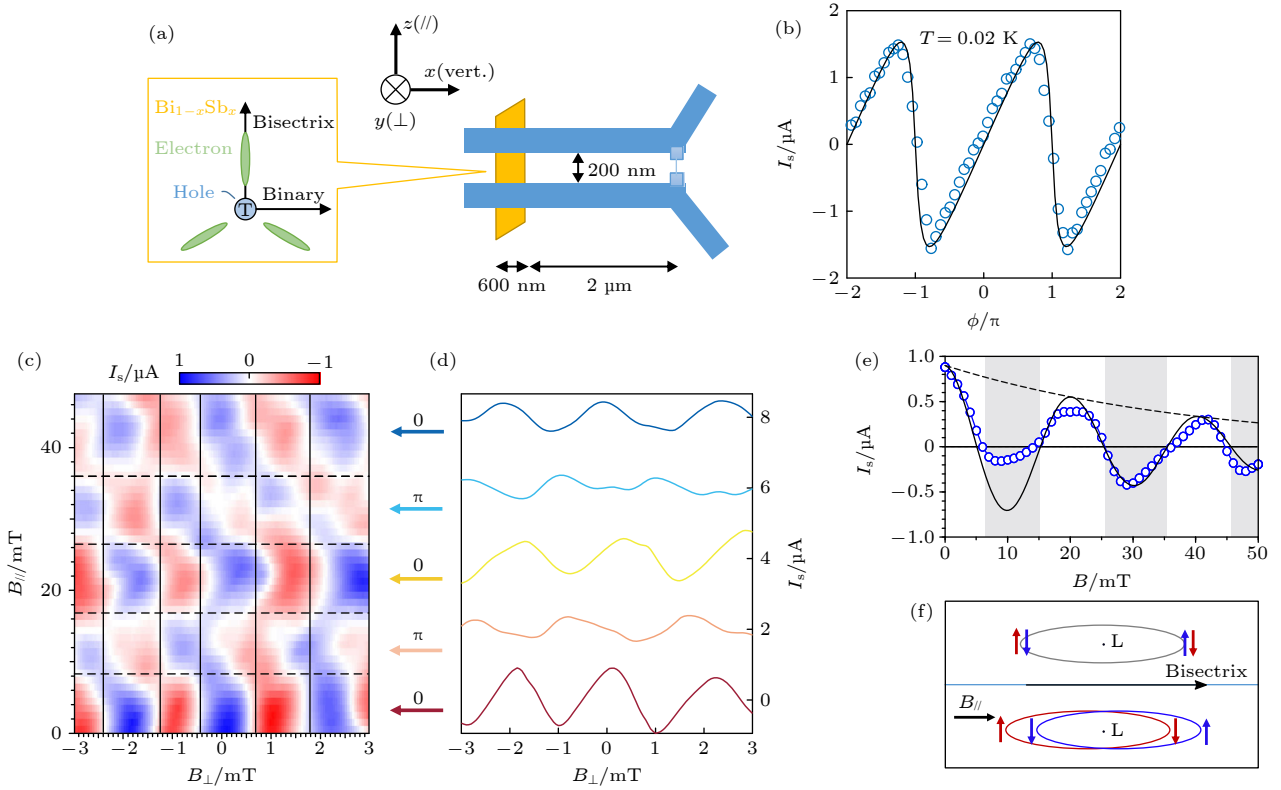 (a)
z(//)
x(vert.)
y(⊥)
Bi₁₋ₓSbₓ
Bisectrix
Electron
Hole
T
Binary
200 nm
600 nm
2 µm
(b)
T = 0.02 K
2
1
0
−1
−2
Iₛ/µA
−2
−1
0
1
2
ϕ/π
(c)
Iₛ/µA
1
0
−1
40
20
0
B∥/mT
−3
−2
−1
0
1
2
3
B⊥/mT
(d)
0
π
0
π
0
8
6
4
2
0
Iₛ/µA
−3
−2
−1
0
1
2
3
B⊥/mT
(e)
1.0
0.5
0
−0.5
−1.0
Iₛ/µA
0
10
20
30
40
50
B/mT
(f)
· L
Bisectrix
B∥
· L